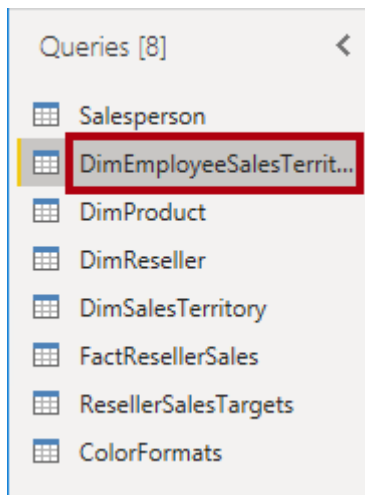 Queries [8]
Salesperson
DimEmployeeSalesTerrit...
DimProduct
DimReseller
DimSalesTerritory
FactResellerSales
ResellerSalesTargets
ColorFormats